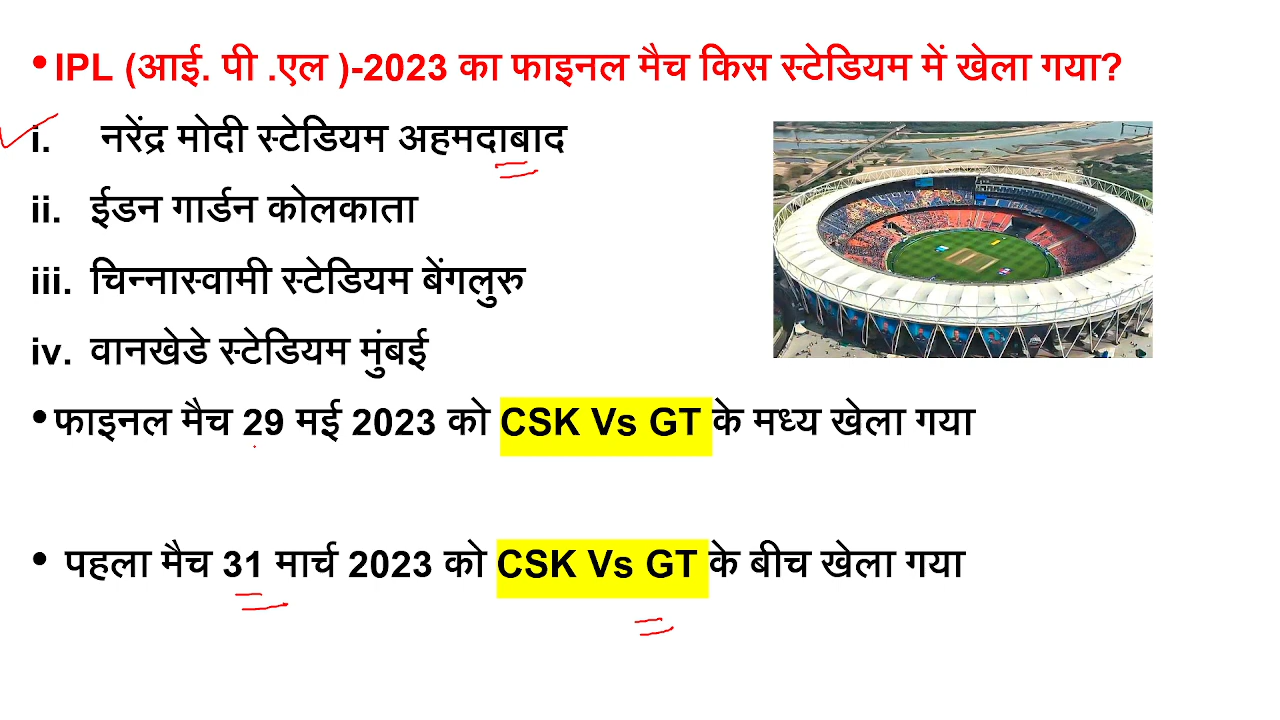 •IPL (आई. पी .एल )-2023 का फाइनल मैच किस स्टेडियम में खेला गया?
i. नरेंद्र मोदी स्टेडियम अहमदाबाद
ii. ईडन गार्डन कोलकाता
iii. चिन्नास्वामी स्टेडियम बेंगलुरु
iv. वानखेडे स्टेडियम मुंबई
•फाइनल मैच 29 मई 2023 को CSK Vs GT के मध्य खेला गया
• पहला मैच 31 मार्च 2023 को CSK Vs GT के बीच खेला गया